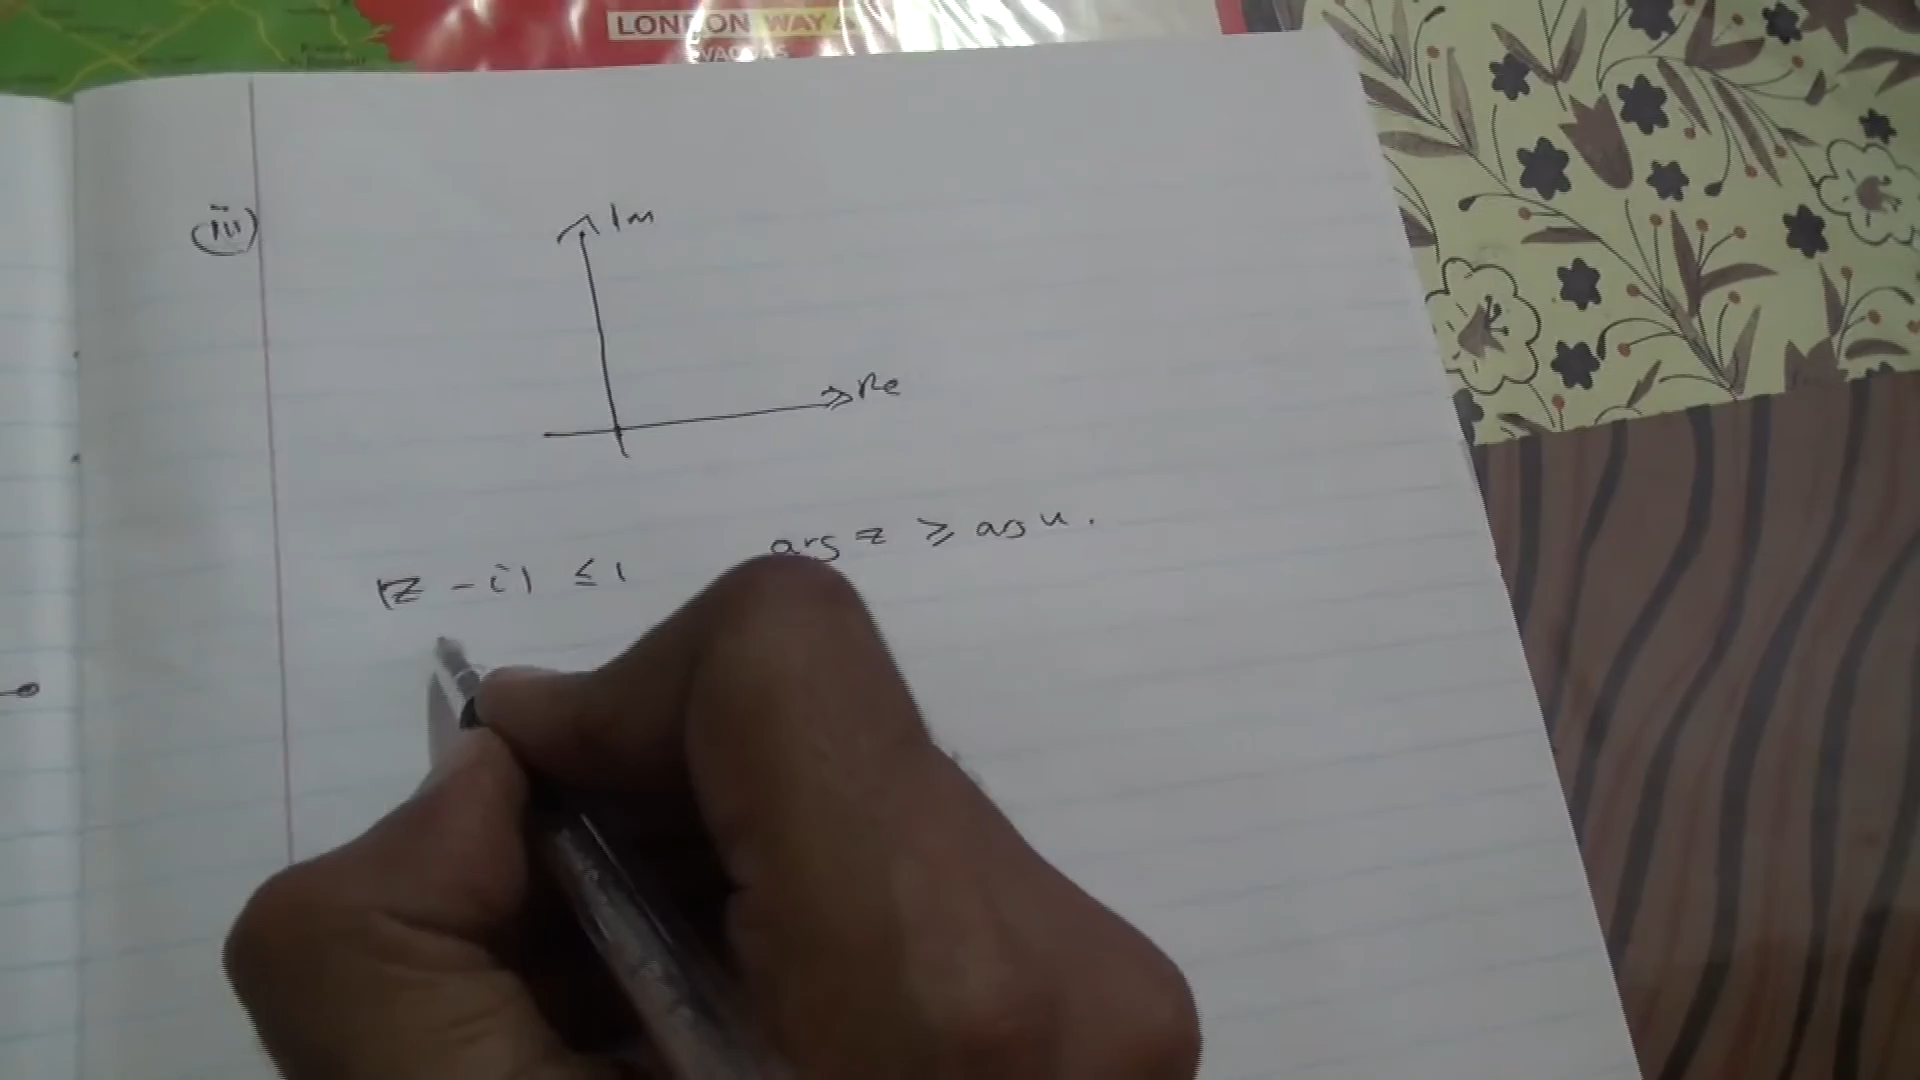 LONDON WAY
(iii)
Im
Re
|z - i| ≤ 1
arg z ≥ arg u.